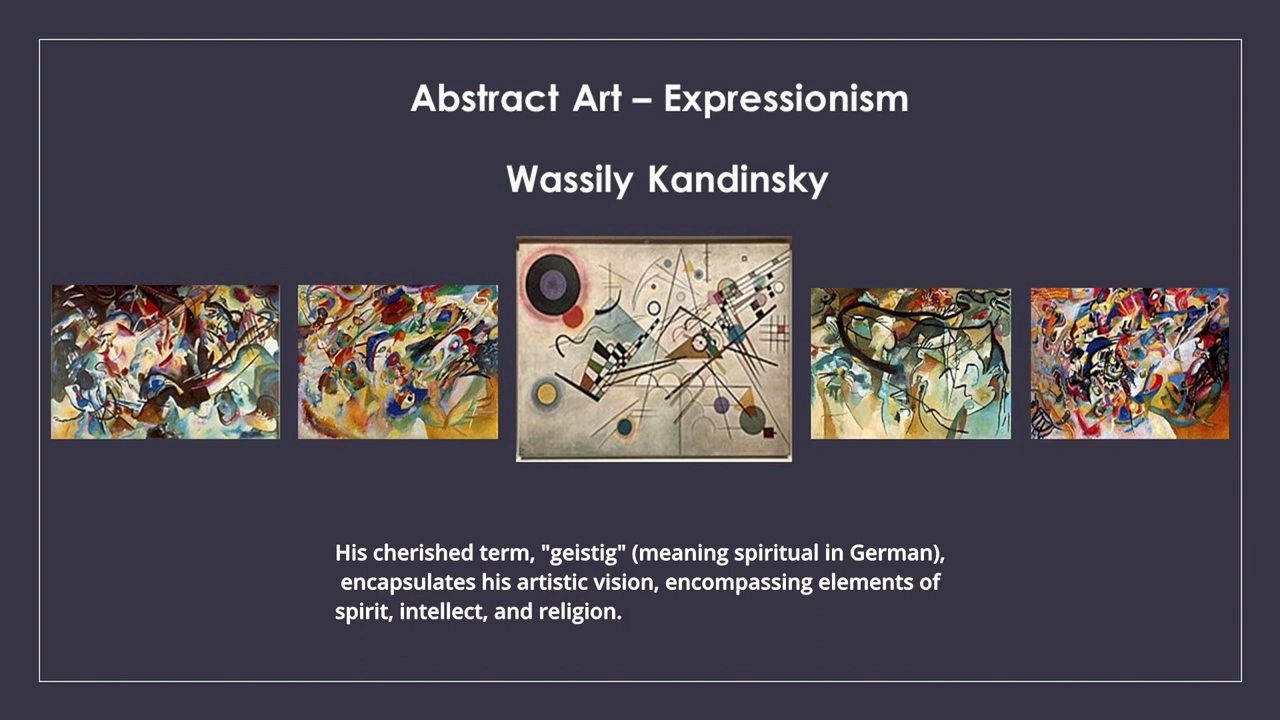 Abstract Art – Expressionism
Wassily Kandinsky
His cherished term, "geistig" (meaning spiritual in German),
encapsulates his artistic vision, encompassing elements of
spirit, intellect, and religion.